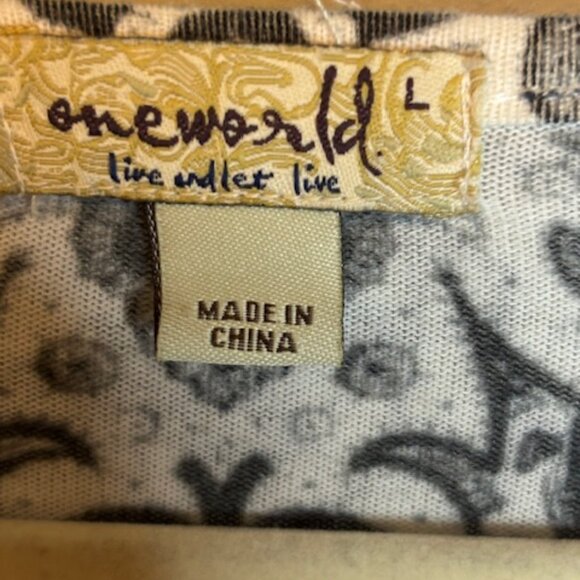 oneworld. L
live and let live
MADE IN
CHINA